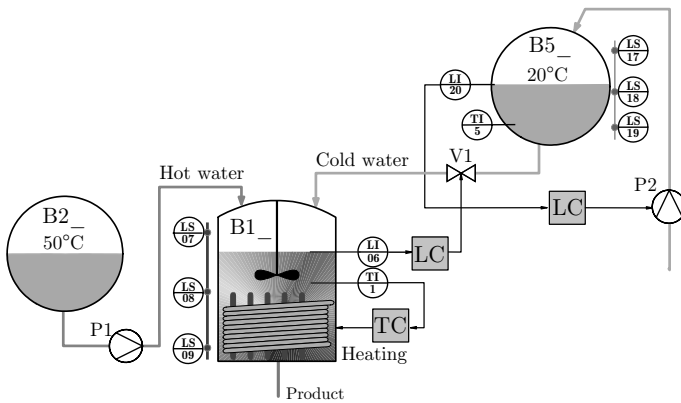 B5_
20°C
LS
17
LI
20
LS
18
TI
5
LS
19
Hot water
Cold water
V1
P2
B2_
50°C
B1_
LS
07
LI
06
LC
LC
TI
1
LS
08
TC
P1
LS
09
Heating
Product